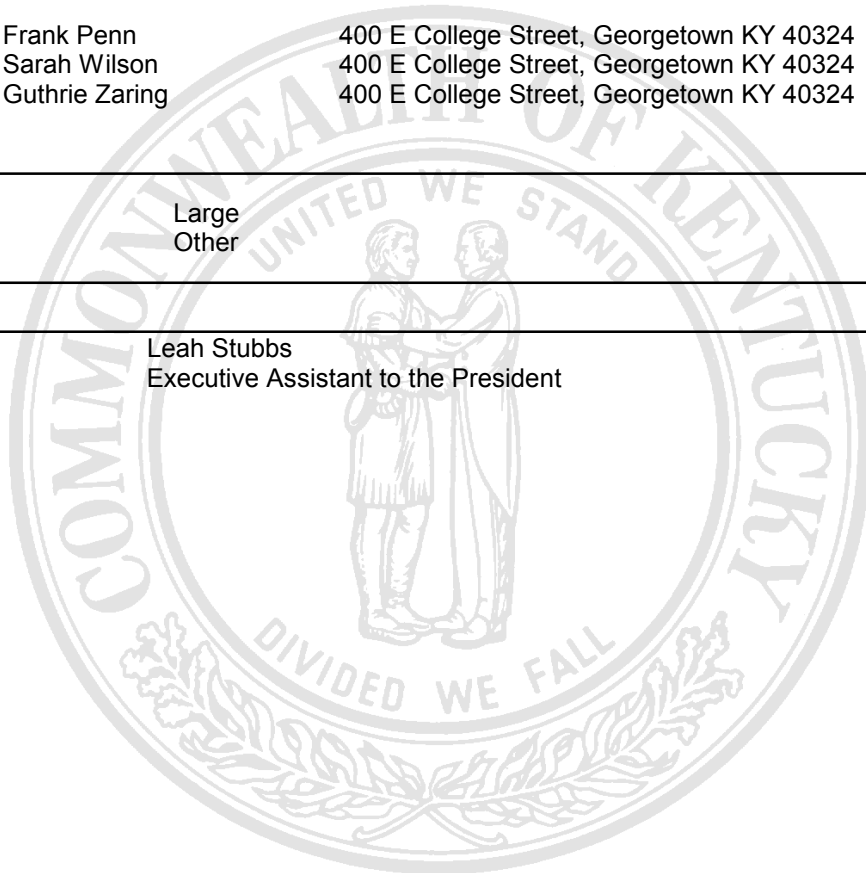 Frank Penn 400 E College Street, Georgetown KY 40324
Sarah Wilson 400 E College Street, Georgetown KY 40324
Guthrie Zaring 400 E College Street, Georgetown KY 40324
COMMONWEALTH OF KENTUCKY
UNITED WE STAND
Large
Other
Leah Stubbs
Executive Assistant to the President
DIVIDED WE FALL